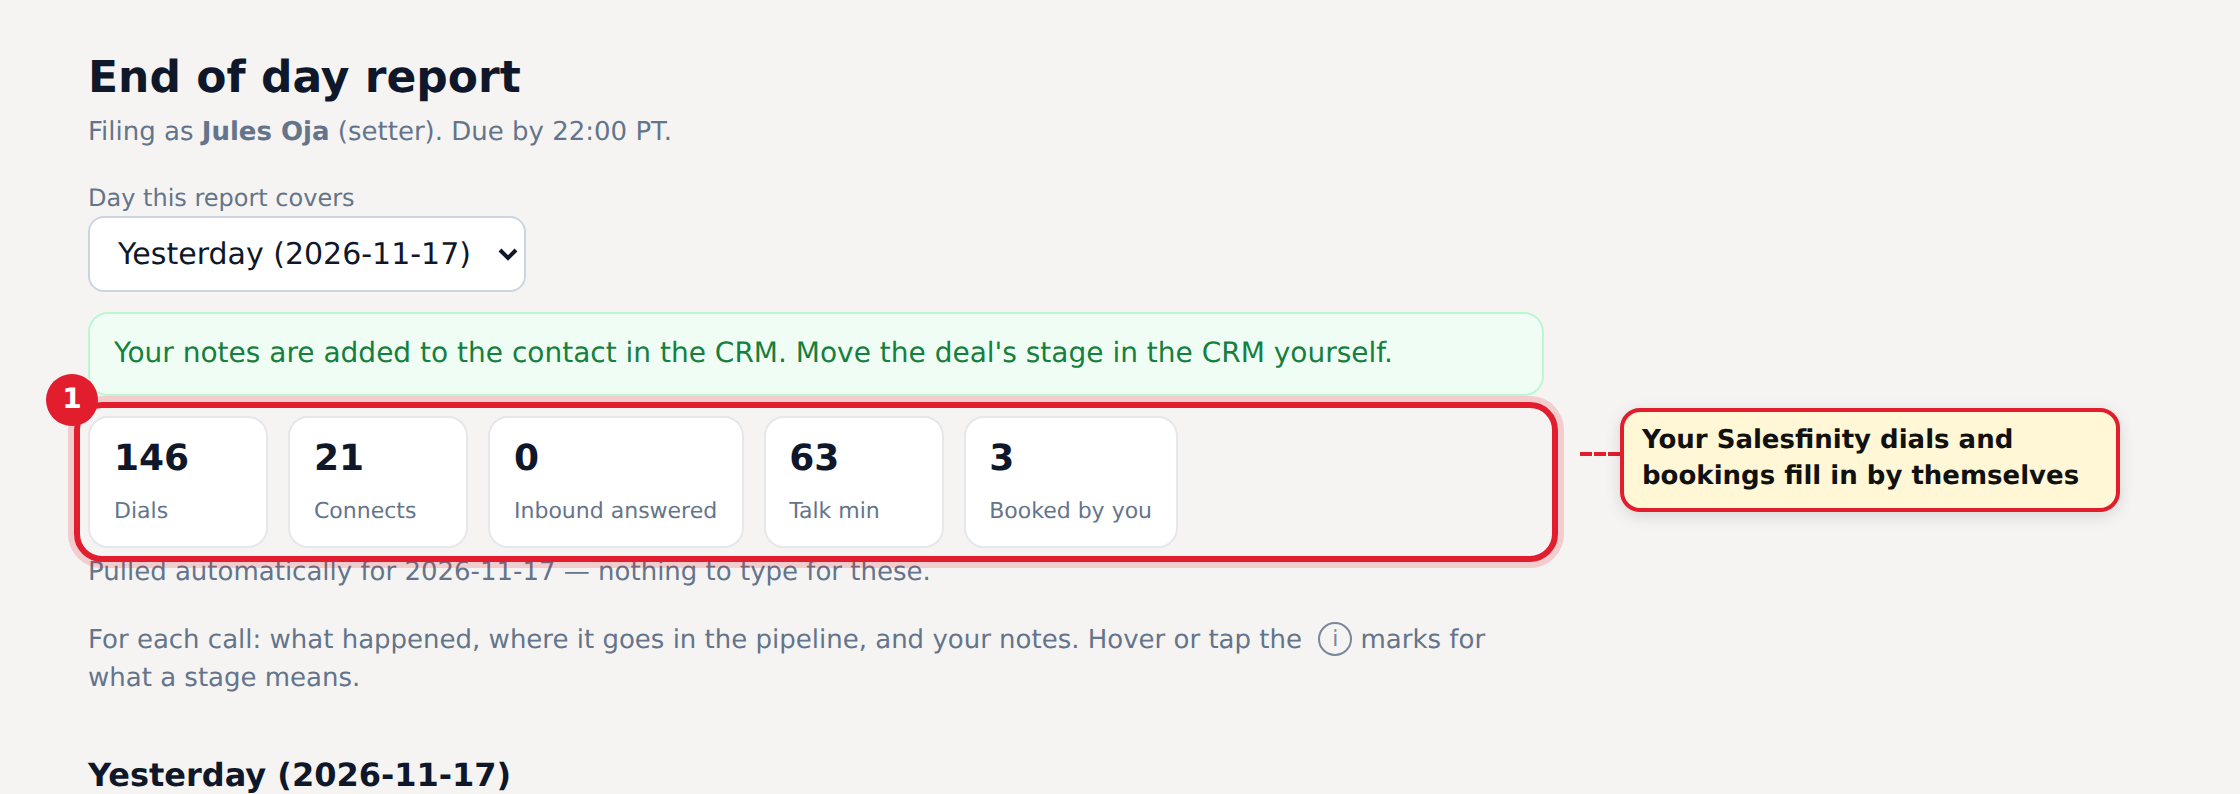 End of day report
Filing as Jules Oja (setter). Due by 22:00 PT.
Day this report covers
Yesterday (2026-11-17)
Your notes are added to the contact in the CRM. Move the deal's stage in the CRM yourself.
1
146
Dials
21
Connects
0
Inbound answered
63
Talk min
3
Booked by you
Your Salesfinity dials and
bookings fill in by themselves
Pulled automatically for 2026-11-17 — nothing to type for these.
For each call: what happened, where it goes in the pipeline, and your notes. Hover or tap the i marks for
what a stage means.
Yesterday (2026-11-17)